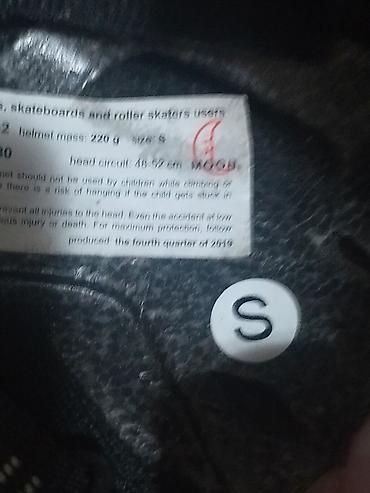 , skateboards and roller skaters users
2 helmet mass: 220 g size: S
80 head circuit: 48-52 cm MOON
met should not be used by children while climbing or
there is a risk of hanging if the child gets stuck in
prevent all injuries to the head. Even the accident at low
ious injury or death. For maximum protection, follow
produced the fourth quarter of 2019
S